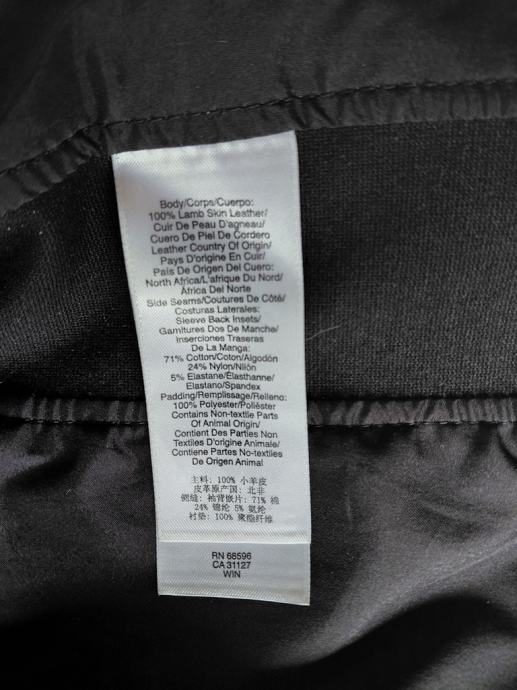 Body/Corps/Cuerpo:
100% Lamb Skin Leather/
Cuir De Peau D'agneau/
Cuero De Piel De Cordero
Leather Country Of Origin/
Pays D'origine En Cuir/
País De Origen Del Cuero:
North Africa/L'afrique Du Nord/
África Del Norte
Side Seams/Coutures De Côté/
Costuras Laterales:
Sleeve Back Insets/
Garnitures Dos De Manche/
Inserciones Traseras
De La Manga:
71% Cotton/Coton/Algodón
24% Nylon/Nilón
5% Elastane/Élasthanne/
Elastano/Spandex
Padding/Remplissage/Relleno:
100% Polyester/Poliéster
Contains Non-textile Parts
Of Animal Origin/
Contient Des Parties Non
Textiles D'origine Animale/
Contiene Partes No-textiles
De Origen Animal
主料: 100% 小羊皮
皮革原产国: 北非
侧缝: 袖背嵌片: 71% 棉
24% 锦纶 5% 氨纶
衬垫: 100% 聚酯纤维
RN 68596
CA 31127
WIN